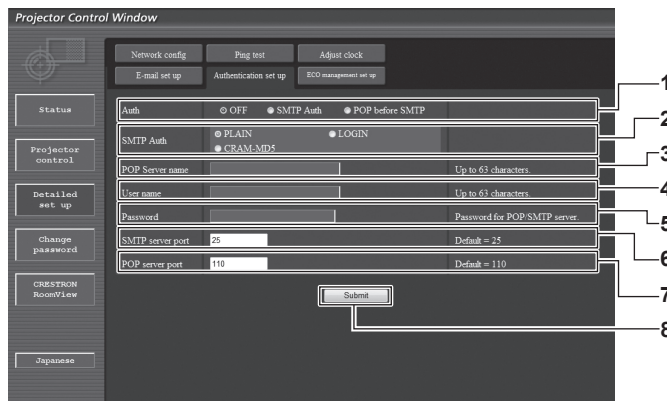 Projector Control Window
Network config
Ping test
Adjust clock
E-mail set up
Authentication set up
ECO management set up
Status
Projector
control
Detailed
set up
Change
password
CRESTRON
RoomView
Japanese
Auth OFF SMTP Auth POP before SMTP
SMTP Auth PLAIN LOGIN
CRAM-MD5
POP Server name Up to 63 characters.
User name Up to 63 characters.
Password Password for POP/SMTP server.
SMTP server port 25 Default = 25
POP server port 110 Default = 110
Submit
1
2
3
4
5
6
7
8